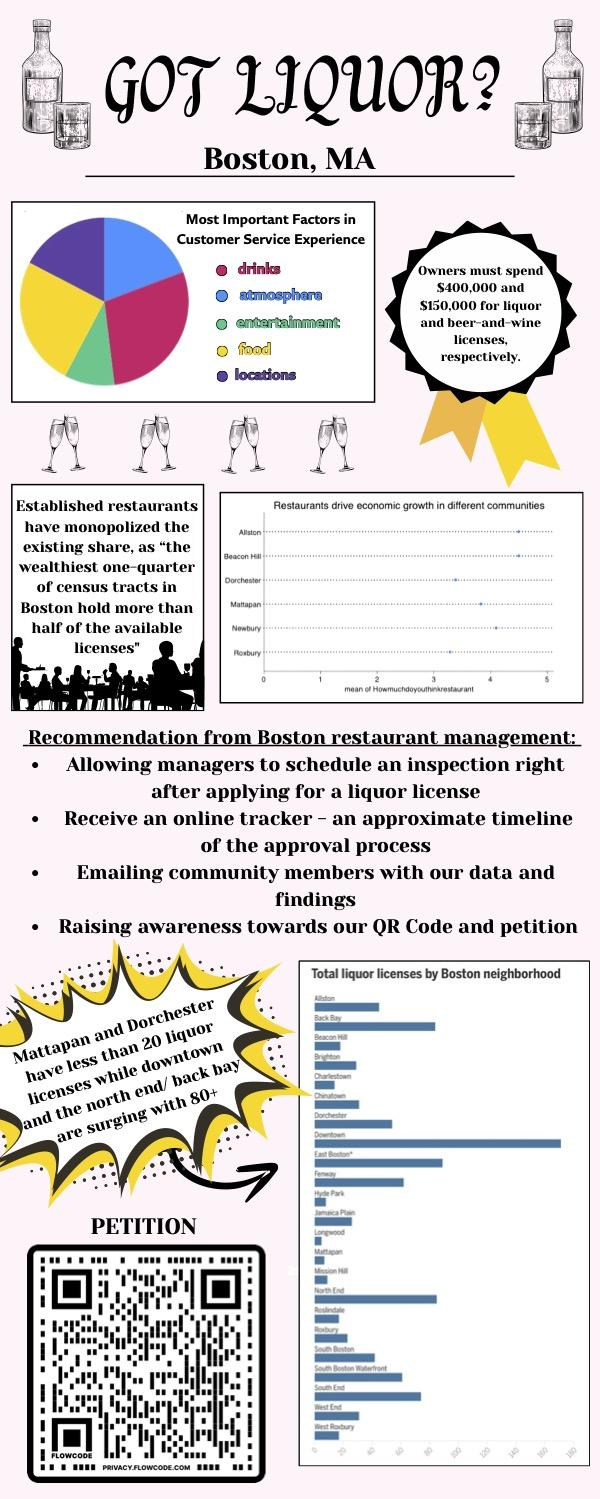 GOT LIQUOR?
Boston, MA
Most Important Factors in
Customer Service Experience
drinks
atmosphere
entertainment
food
locations
Owners must spend
$400,000 and
$150,000 for liquor
and beer-and-wine
licenses,
respectively.
Established restaurants
have monopolized the
existing share, as “the
wealthiest one-quarter
of census tracts in
Boston hold more than
half of the available
licenses"
Restaurants drive economic growth in different communities
Allston
Beacon Hill
Dorchester
Mattapan
Newbury
Roxbury
0 1 2 3 4 5
mean of Howmuchdoyouthinkrestaurant
Recommendation from Boston restaurant management:
• Allowing managers to schedule an inspection right
after applying for a liquor license
• Receive an online tracker - an approximate timeline
of the approval process
• Emailing community members with our data and
findings
• Raising awareness towards our QR Code and petition
Mattapan and Dorchester
have less than 20 liquor
licenses while downtown
and the north end/ back bay
are surging with 80+
Total liquor licenses by Boston neighborhood
Allston
Back Bay
Beacon Hill
Brighton
Charlestown
Chinatown
Dorchester
Downtown
East Boston*
Fenway
Hyde Park
Jamaica Plain
Longwood
Mattapan
Mission Hill
North End
Roslindale
Roxbury
South Boston
South Boston Waterfront
South End
West End
West Roxbury
0 20 40 60 80 100 120 140 160 180
PETITION
FLOWCODE
PRIVACY.FLOWCODE.COM